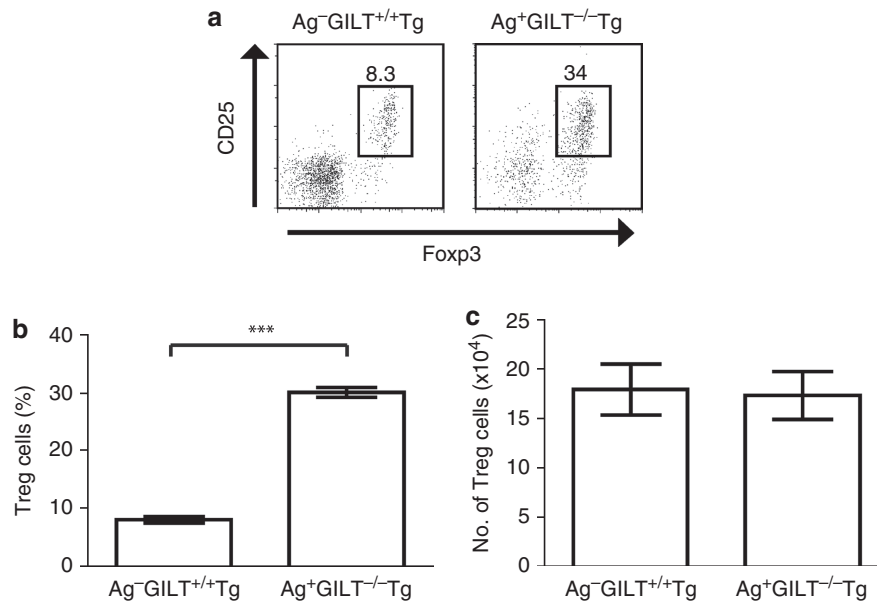 a
Ag⁻GILT⁺/⁺Tg
Ag⁺GILT⁻/⁻Tg
8.3
34
CD25
Foxp3
b
***
40
30
20
10
0
Treg cells (%)
Ag⁻GILT⁺/⁺Tg
Ag⁺GILT⁻/⁻Tg
c
25
20
15
10
5
0
No. of Treg cells (x10⁴)
Ag⁻GILT⁺/⁺Tg
Ag⁺GILT⁻/⁻Tg